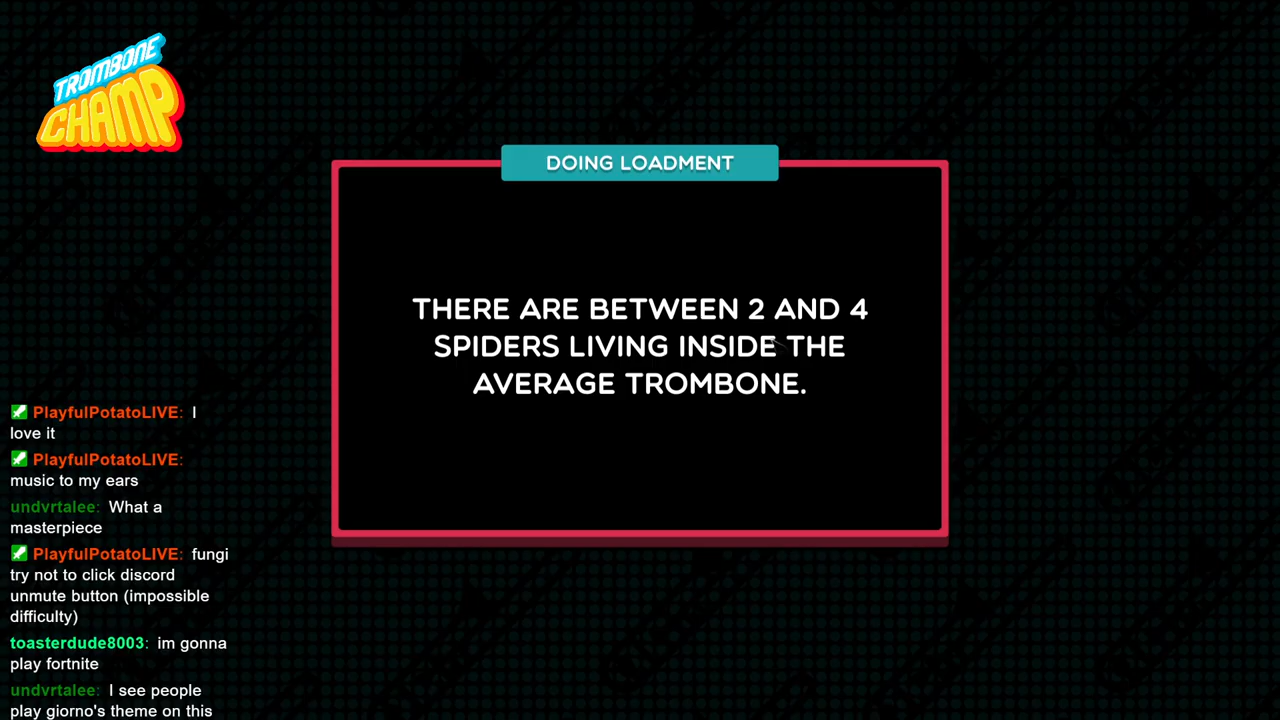 TROMBONE
CHAMP
DOING LOADMENT
THERE ARE BETWEEN 2 AND 4
SPIDERS LIVING INSIDE THE
AVERAGE TROMBONE.
PlayfulPotatoLIVE: I
love it
PlayfulPotatoLIVE:
music to my ears
undvrtalee: What a
masterpiece
PlayfulPotatoLIVE: fungi
try not to click discord
unmute button (impossible
difficulty)
toasterdude8003: im gonna
play fortnite
undvrtalee: I see people
play giorno's theme on this